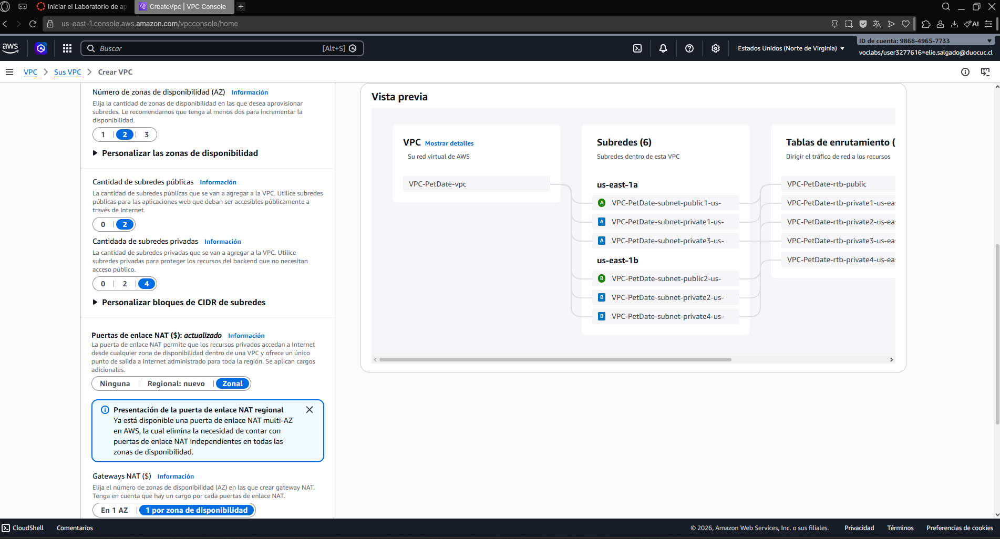 Iniciar el Laboratorio de ap
CreateVpc | VPC Console
us-east-1.console.aws.amazon.com/vpcconsole/home
AI
aws
Buscar
[Alt+S]
Estados Unidos (Norte de Virginia)
ID de cuenta: 9868-4965-7733
voclabs/user3277616=elie.salgado@duocuc.cl
VPC
Sus VPC
Crear VPC
Número de zonas de disponibilidad (AZ) Información
Elija la cantidad de zonas de disponibilidad en las que desea aprovisionar
subredes. Le recomendamos que tenga al menos dos para incrementar la
disponibilidad.
1 2 3
Personalizar las zonas de disponibilidad
Cantidad de subredes públicas Información
La cantidad de subredes públicas que se van a agregar a la VPC. Utilice subredes
públicas para las aplicaciones web que deban ser accesibles públicamente a
través de Internet.
0 2
Cantidada de subredes privadas Información
La cantidad de subredes privadas que se van a agregar a la VPC. Utilice
subredes privadas para proteger los recursos del backend que no necesitan
acceso público.
0 2 4
Personalizar bloques de CIDR de subredes
Puertas de enlace NAT ($): actualizado Información
La puerta de enlace NAT permite que los recursos privados accedan a Internet
desde cualquier zona de disponibilidad dentro de una VPC y ofrece un único
punto de salida a Internet administrado para toda la región. Se aplican cargos
adicionales.
Ninguna Regional: nuevo Zonal
Presentación de la puerta de enlace NAT regional
Ya está disponible una puerta de enlace NAT multi-AZ
en AWS, la cual elimina la necesidad de contar con
puertas de enlace NAT independientes en todas las
zonas de disponibilidad.
Gateways NAT ($) Información
Elija el número de zonas de disponibilidad (AZ) en las que crear gateway NAT.
Tenga en cuenta que hay un cargo por cada puertas de enlace NAT.
En 1 AZ 1 por zona de disponibilidad
Vista previa
VPC Mostrar detalles
Su red virtual de AWS
VPC-PetDate-vpc
Subredes (6)
Subredes dentro de esta VPC
us-east-1a
A VPC-PetDate-subnet-public1-us-
A VPC-PetDate-subnet-private1-us-
A VPC-PetDate-subnet-private3-us-
us-east-1b
B VPC-PetDate-subnet-public2-us-
B VPC-PetDate-subnet-private2-us-
B VPC-PetDate-subnet-private4-us-
Tablas de enrutamiento (
Dirigir el tráfico de red a los recursos
VPC-PetDate-rtb-public
VPC-PetDate-rtb-private1-us-eas
VPC-PetDate-rtb-private2-us-eas
VPC-PetDate-rtb-private3-us-eas
VPC-PetDate-rtb-private4-us-eas
CloudShell
Comentarios
© 2026, Amazon Web Services, Inc. o sus filiales.
Privacidad
Términos
Preferencias de cookies